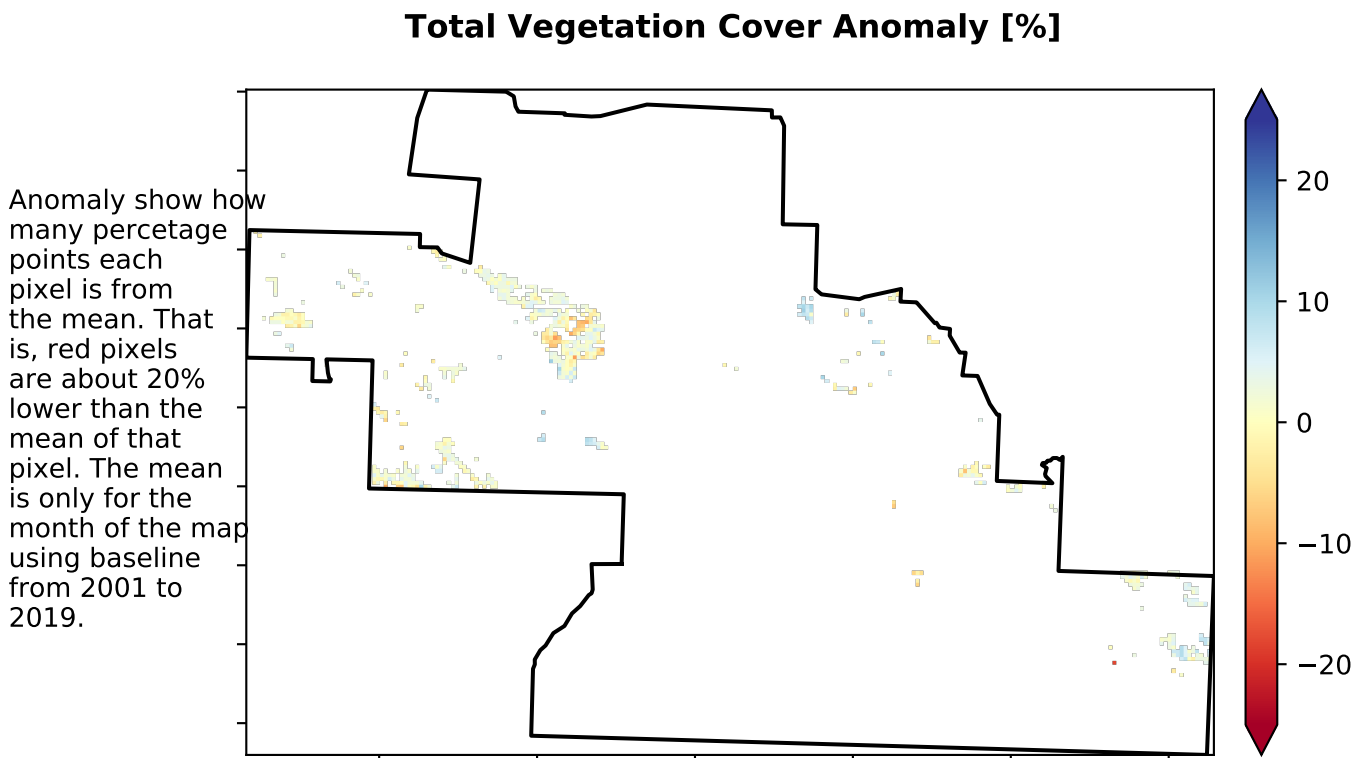 Total Vegetation Cover Anomaly [%]
Anomaly show how
many percetage
points each
pixel is from
the mean. That
is, red pixels
are about 20%
lower than the
mean of that
pixel. The mean
is only for the
month of the map
using baseline
from 2001 to
2019.
20
10
0
−10
−20